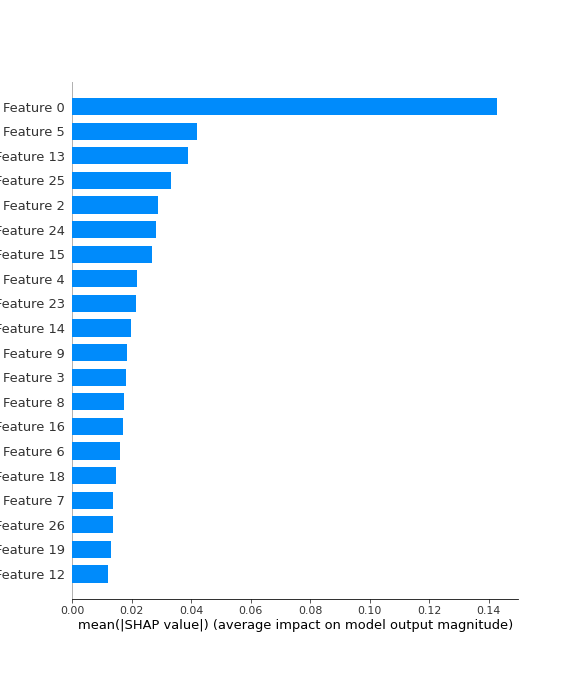 Feature 0
Feature 5
Feature 13
Feature 25
Feature 2
Feature 24
Feature 15
Feature 4
Feature 23
Feature 14
Feature 9
Feature 3
Feature 8
Feature 16
Feature 6
Feature 18
Feature 7
Feature 26
Feature 19
Feature 12
0.00 0.02 0.04 0.06 0.08 0.10 0.12 0.14
mean(|SHAP value|) (average impact on model output magnitude)